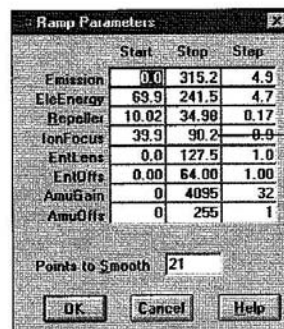 Ramp Parameters
Start Stop Step
Emission 0.0 315.2 4.9
EleEnergy 69.9 241.5 4.7
Repeller 10.02 34.98 0.17
IonFocus 39.9 90.2 0.9
EntLens 0.0 127.5 1.0
EntOffs 0.00 64.00 1.00
AmuGain 0 4095 32
AmuOffs 0 255 1
Points to Smooth 21
OK Cancel Help